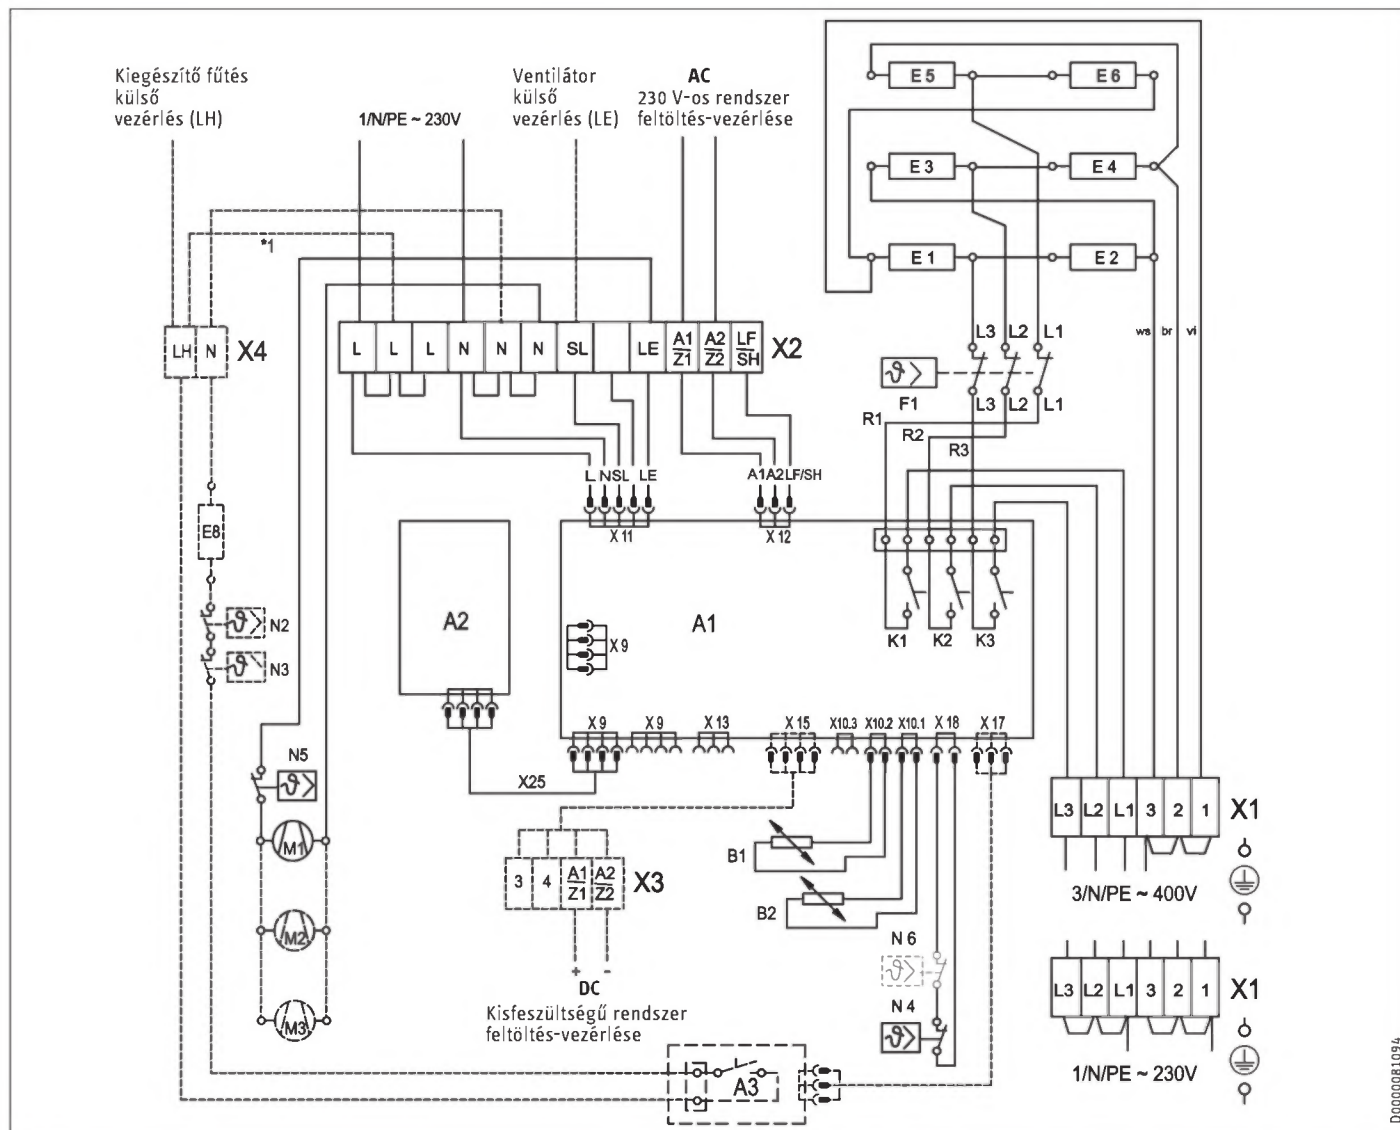 Kiegészítő fűtés
külső
vezérlés (LH)
1/N/PE ~ 230V
Ventilátor
külső
vezérlés (LE)
AC
230 V-os rendszer
feltöltés-vezérlése
E 5
E 6
E 3
E 4
E 1
E 2
*1
LH N X4
L L L N N N SL LE A1/Z1 A2/Z2 LF/SH X2
L3 L2 L1
ws br vi
ϑ> F1
L3 L2 L1
R1
R2
R3
L N SL LE
A1 A2 LF/SH
X 11
X 12
E8
A2
A1
X 9
K1 K2 K3
ϑ> N2
ϑ N3
X 9 X 9 X 13 X 15 X10.3 X10.2 X10.1 X 18 X 17
N5
ϑ>
X25
M1
M2
M3
3 4 A1/Z1 A2/Z2 X3
+ -
DC
Kisfeszültségű rendszer
feltöltés-vezérlése
B1
B2
N 6
ϑ>
N 4
ϑ>
A3
L3 L2 L1 3 2 1 X1
3/N/PE ~ 400V
L3 L2 L1 3 2 1 X1
1/N/PE ~ 230V
D0000081094